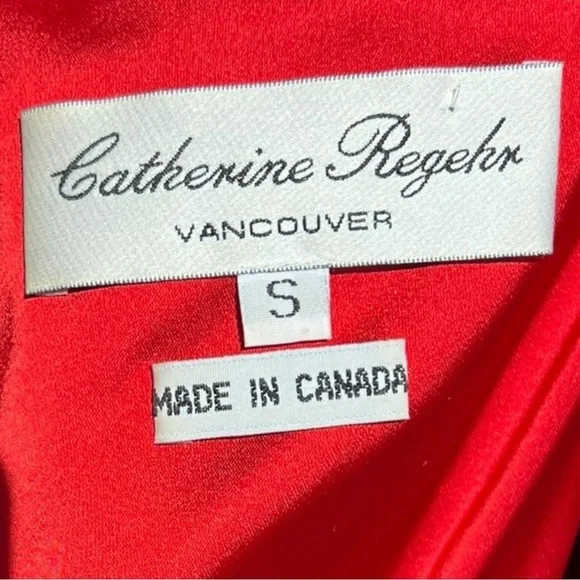 Catherine Regehr
VANCOUVER
S
MADE IN CANADA